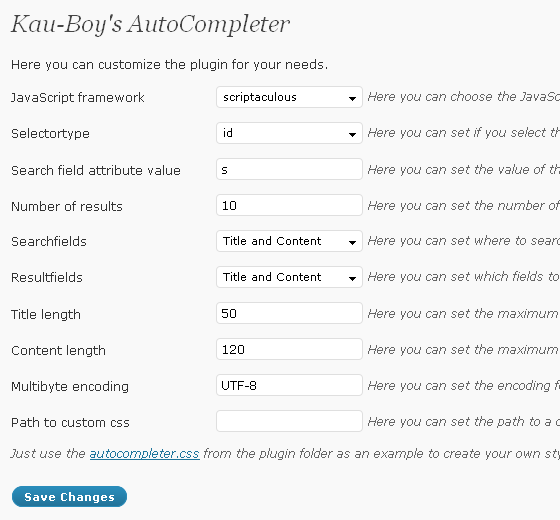 Kau-Boy's AutoCompleter
Here you can customize the plugin for your needs.
JavaScript framework scriptaculous Here you can choose the JavaSc
Selectortype id Here you can set if you select th
Search field attribute value s Here you can set the value of th
Number of results 10 Here you can set the number of
Searchfields Title and Content Here you can set where to sear
Resultfields Title and Content Here you can set which fields to
Title length 50 Here you can set the maximum
Content length 120 Here you can set the maximum
Multibyte encoding UTF-8 Here you can set the encoding f
Path to custom css Here you can set the path to a c
Just use the autocompleter.css from the plugin folder as an example to create your own sty
Save Changes